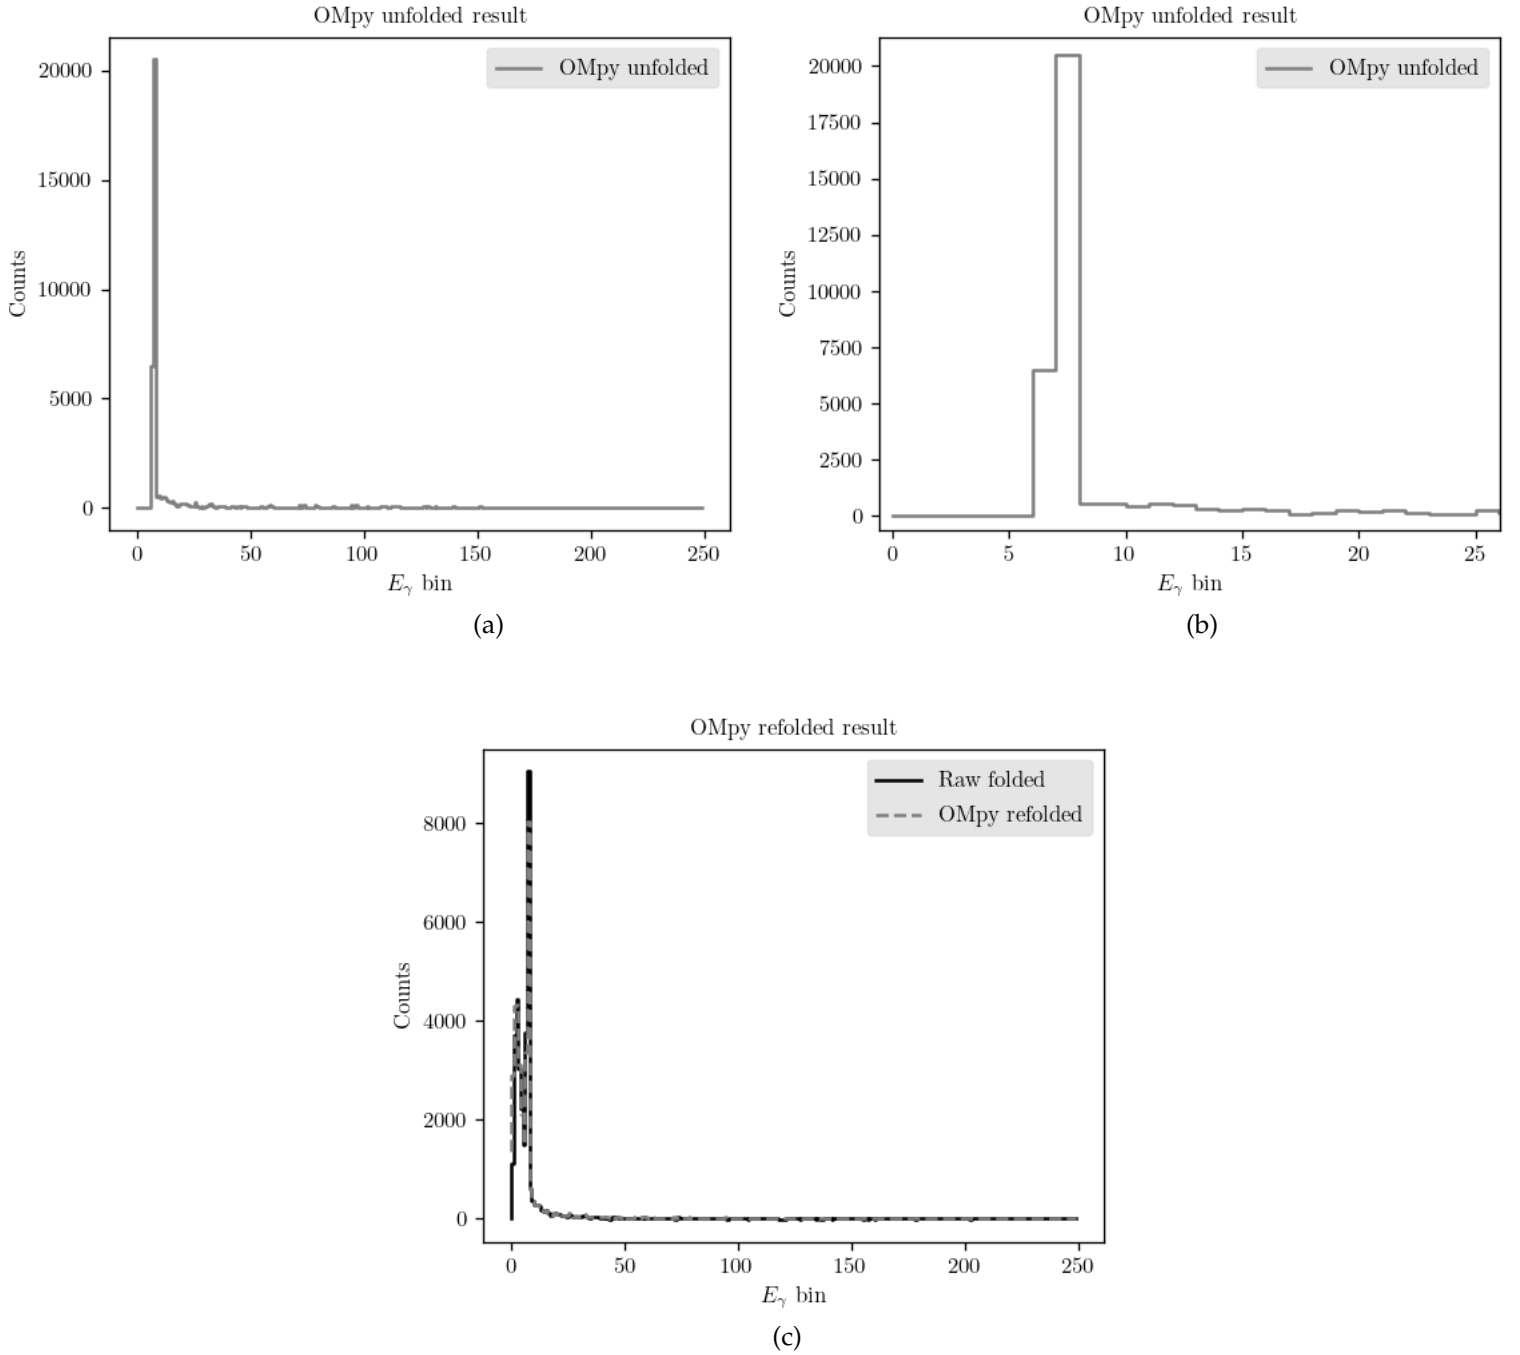 OMpy unfolded result
OMpy unfolded
20000
15000
10000
5000
0
Counts
0 50 100 150 200 250
Eγ bin
(a)
OMpy unfolded result
OMpy unfolded
20000
17500
15000
12500
10000
7500
5000
2500
0
Counts
0 5 10 15 20 25
Eγ bin
(b)
OMpy refolded result
Raw folded
OMpy refolded
8000
6000
4000
2000
0
Counts
0 50 100 150 200 250
Eγ bin
(c)